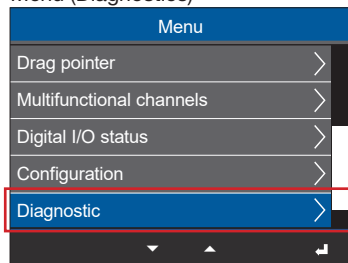 Menu (Diagnostics)
Menu
Drag pointer
Multifunctional channels
Digital I/O status
Configuration
Diagnostic